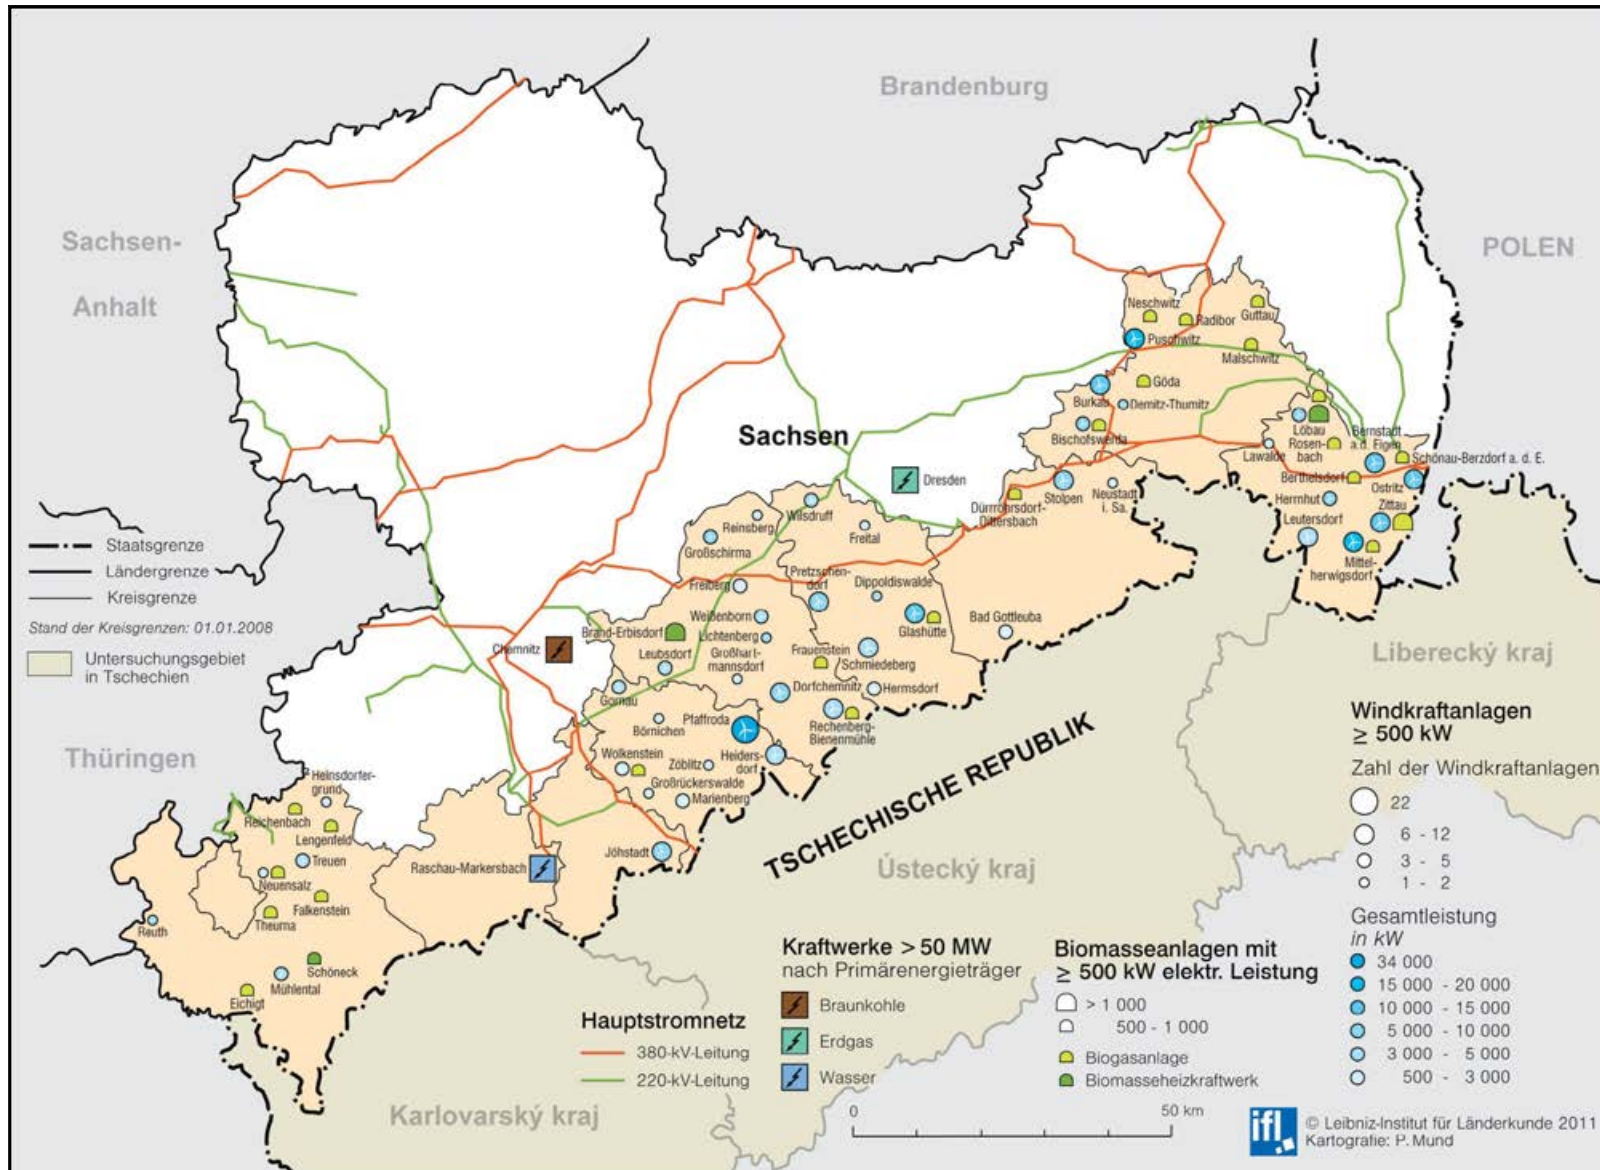 Brandenburg
Sachsen-
Anhalt
POLEN
Sachsen
Thüringen
TSCHECHISCHE REPUBLIK
Liberecký kraj
Ústecký kraj
Karlovarský kraj
Neschwitz
Radibor
Guttau
Puschwitz
Malschwitz
Göda
Burkau
Demitz-Thumitz
Bischofswerda
Löbau
Rosen-
bach
Bernstadt
a.d. Eigen
Lawalde
Schönau-Berzdorf a. d. E.
Berthelsdorf
Ostritz
Herrnhut
Zittau
Leutersdorf
Mittel-
herwigsdorf
Stolpen
Neustadt
i. Sa.
Dürrröhrsdorf-
Dittersbach
Dresden
Wilsdruff
Reinsberg
Freital
Großschirma
Pretzschen-
dorf
Dippoldiswalde
Freiberg
Weißenborn
Glashütte
Bad Gottleuba
Brand-Erbisdorf
Lichtenberg
Chemnitz
Leubsdorf
Großhart-
mannsdorf
Frauenstein
Schmiedeberg
Gornau
Dorfchemnitz
Hermsdorf
Börnichen
Pfaffroda
Rechenberg-
Bienenmühle
Wolkenstein
Zöblitz
Heiders-
dorf
Großrückerswalde
Marienberg
Jöhstadt
Raschau-Markersbach
Heinsdorfer-
grund
Reichenbach
Lengenfeld
Treuen
Neuensalz
Falkenstein
Theuma
Reuth
Schöneck
Mühlental
Eichigt
Staatsgrenze
Ländergrenze
Kreisgrenze
Stand der Kreisgrenzen: 01.01.2008
Untersuchungsgebiet
in Tschechien
Hauptstromnetz
380-kV-Leitung
220-kV-Leitung
Kraftwerke > 50 MW
nach Primärenergieträger
Braunkohle
Erdgas
Wasser
Biomasseanlagen mit
≥ 500 kW elektr. Leistung
> 1 000
500 - 1 000
Biogasanlage
Biomasseheizkraftwerk
Windkraftanlagen
≥ 500 kW
Zahl der Windkraftanlagen
22
6 - 12
3 - 5
1 - 2
Gesamtleistung
in kW
34 000
15 000 - 20 000
10 000 - 15 000
5 000 - 10 000
3 000 - 5 000
500 - 3 000
0 50 km
ifl
© Leibniz-Institut für Länderkunde 2011
Kartografie: P. Mund